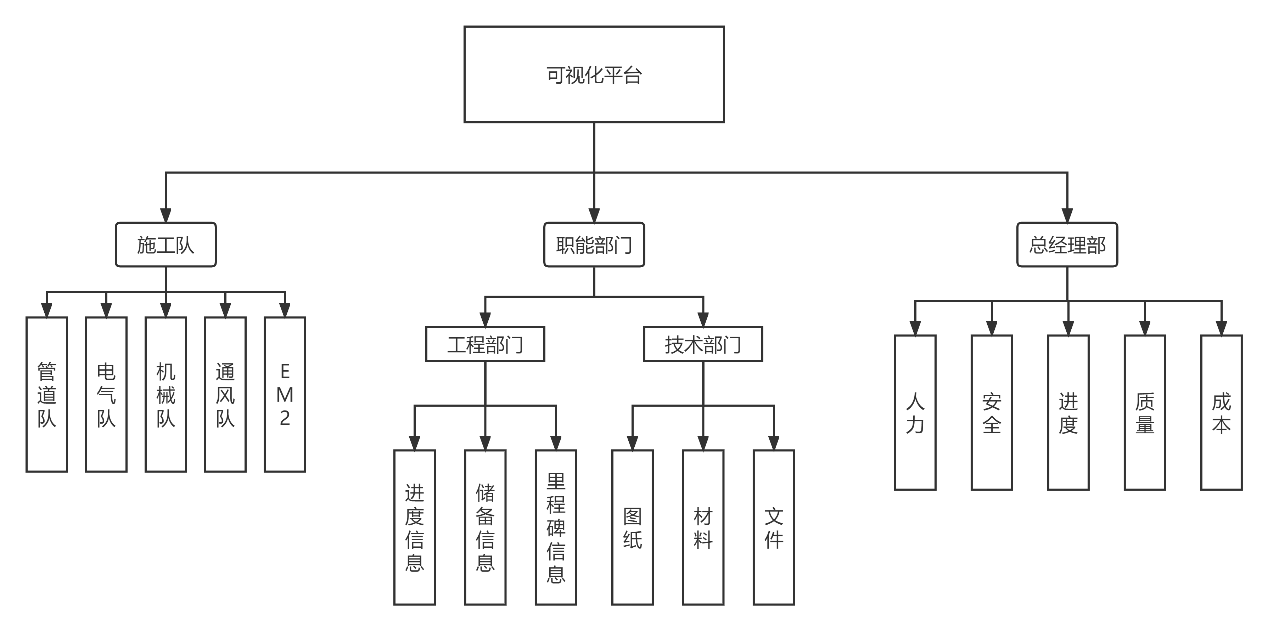 可视化平台
施工队
职能部门
总经理部
管道队
电气队
机械队
通风队
EM2
工程部门
技术部门
人力
安全
进度
质量
成本
进度信息
储备信息
里程碑信息
图纸
材料
文件